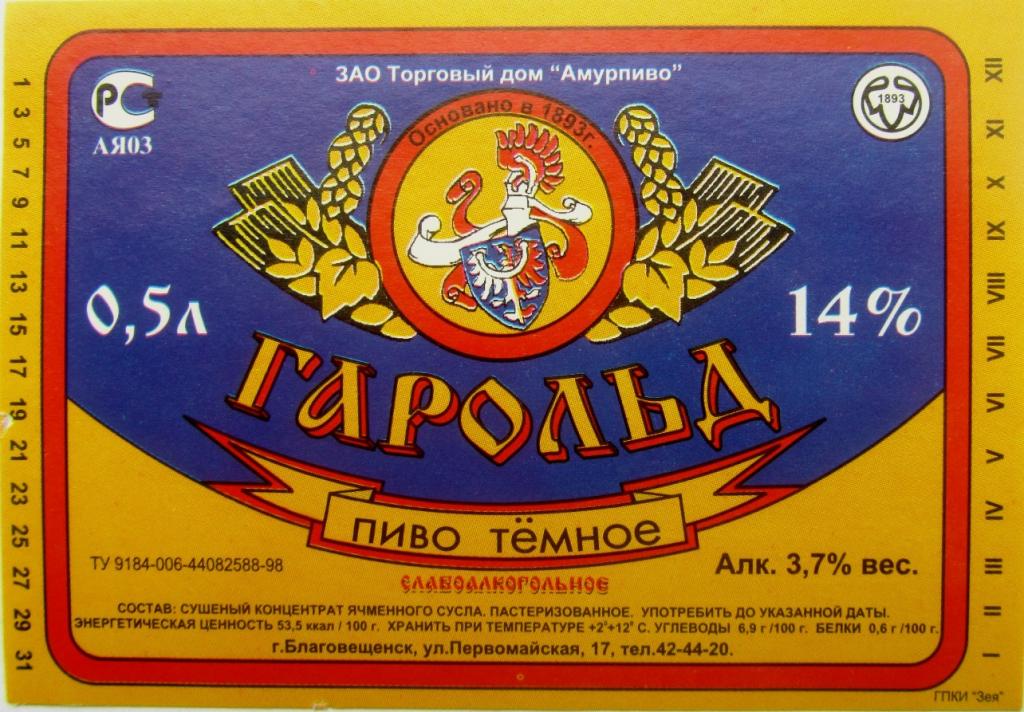 ЗАО Торговый дом "Амурпиво"
РС
АЯ03
Основано в 1893г.
1893
0,5л
14%
ГАРОЛЬД
пиво тёмное
ТУ 9184-006-44082588-98
Алк. 3,7% вес.
СЛАБОАЛКОГОЛЬНОЕ
СОСТАВ: СУШЕНЫЙ КОНЦЕНТРАТ ЯЧМЕННОГО СУСЛА. ПАСТЕРИЗОВАННОЕ. УПОТРЕБИТЬ ДО УКАЗАННОЙ ДАТЫ.
ЭНЕРГЕТИЧЕСКАЯ ЦЕННОСТЬ 53,5 ккал / 100 г. ХРАНИТЬ ПРИ ТЕМПЕРАТУРЕ +2°+12° С. УГЛЕВОДЫ 6,9 г /100 г. БЕЛКИ 0,6 г /100 г.
г.Благовещенск, ул.Первомайская, 17, тел.42-44-20.
ГПКИ "Зея"
1 3 5 7 9 11 13 15 17 19 21 23 25 27 29 31
I II III IV V VI VII VIII IX X XI XII